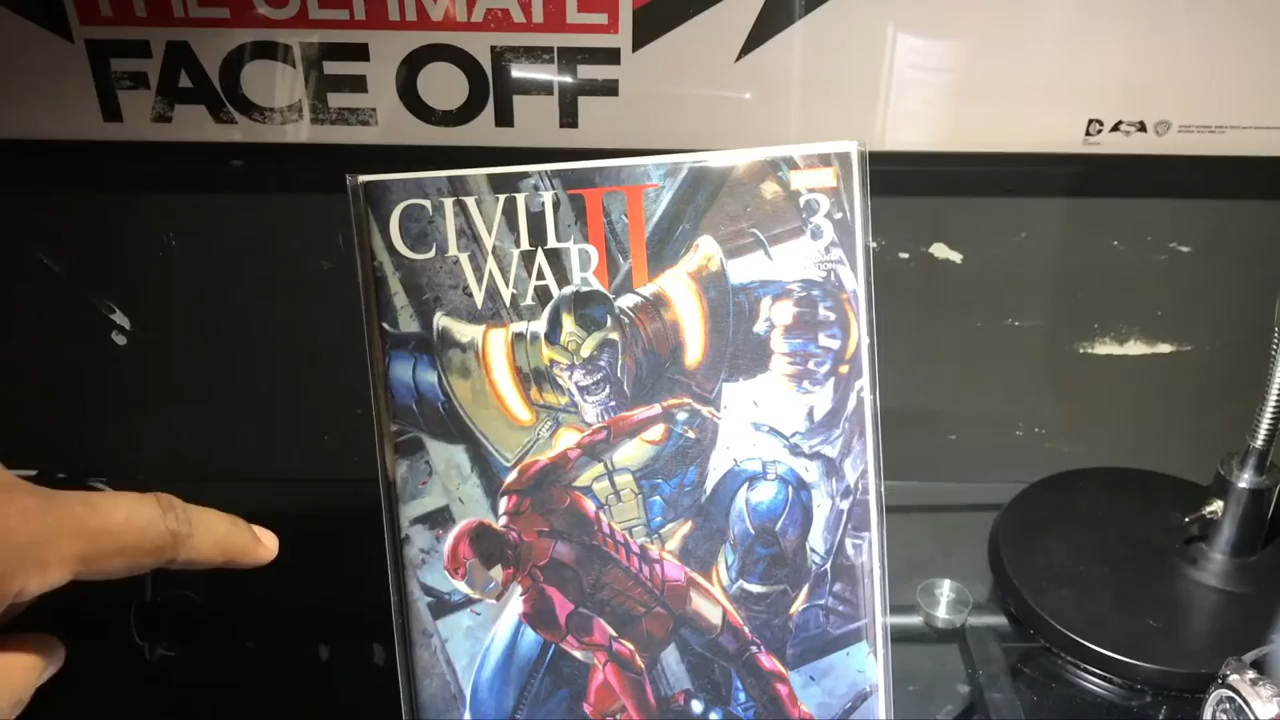 THE ULTIMATE
FACE OFF
CIVIL
WAR II
3